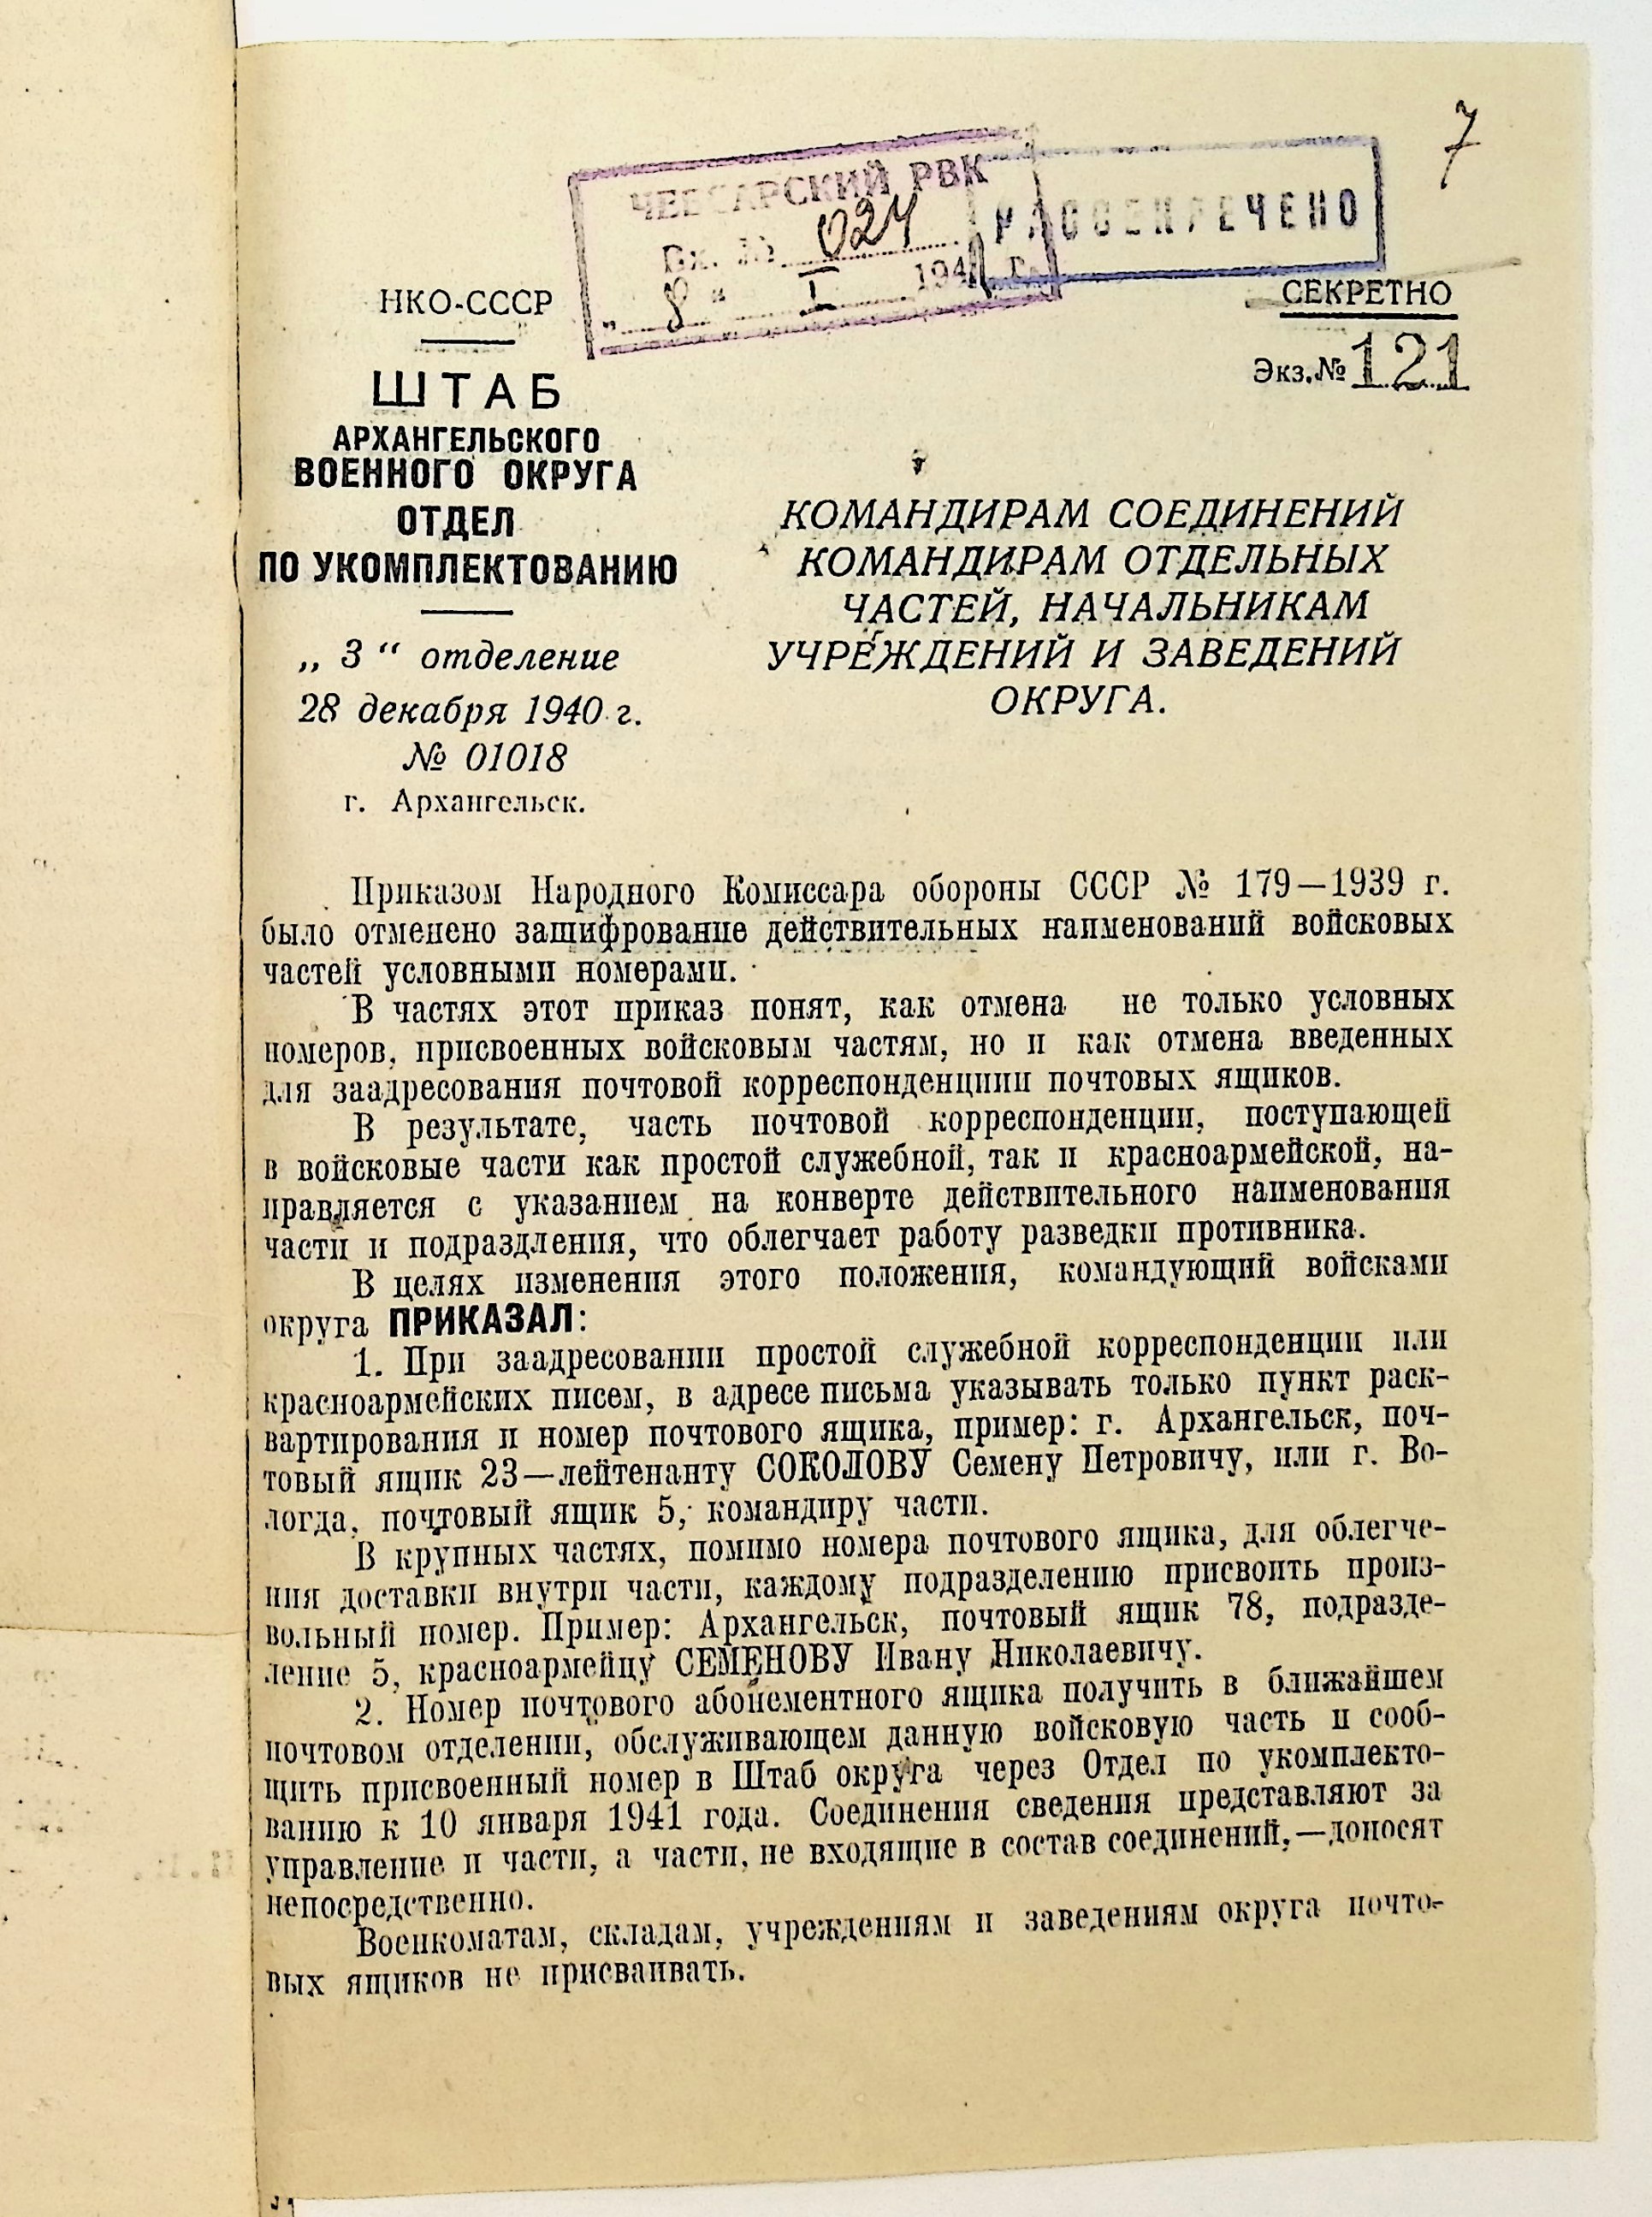 7
ЧЕБСАРСКИЙ РВК
Вх. № 024
„ 8 “ I 194 г.
РАССЕКРЕЧЕНО
НКО-СССР
СЕКРЕТНО
Экз. № 121
ШТАБ
АРХАНГЕЛЬСКОГО
ВОЕННОГО ОКРУГА
ОТДЕЛ
ПО УКОМПЛЕКТОВАНИЮ
„ 3 “ отделение
28 декабря 1940 г.
№ 01018
г. Архангельск.
КОМАНДИРАМ СОЕДИНЕНИЙ
КОМАНДИРАМ ОТДЕЛЬНЫХ
ЧАСТЕЙ, НАЧАЛЬНИКАМ
УЧРЕЖДЕНИЙ И ЗАВЕДЕНИЙ
ОКРУГА.
Приказом Народного Комиссара обороны СССР № 179—1939 г.
было отменено зашифрование действительных наименований войсковых
частей условными номерами.
В частях этот приказ понят, как отмена не только условных
номеров, присвоенных войсковым частям, но и как отмена введенных
для заадресования почтовой корреспонденциии почтовых ящиков.
В результате, часть почтовой корреспонденции, поступающей
в войсковые части как простой служебной, так и красноармейской, на-
правляется с указанием на конверте действительного наименования
части и подраздления, что облегчает работу разведки противника.
В целях изменения этого положения, командующий войсками
округа ПРИКАЗАЛ:
1. При заадресовании простой служебной корреспонденции или
красноармейских писем, в адресе письма указывать только пункт раск-
вартирования и номер почтового ящика, пример: г. Архангельск, поч-
товый ящик 23—лейтенанту СОКОЛОВУ Семену Петровичу, или г. Во-
логда, почтовый ящик 5, командиру части.
В крупных частях, помимо номера почтового ящика, для облегче-
ния доставки внутри части, каждому подразделению присвоить произ-
вольный номер. Пример: Архангельск, почтовый ящик 78, подразде-
ление 5, красноармейцу СЕМЕНОВУ Ивану Николаевичу.
2. Номер почтового абонементного ящика получить в ближайшем
почтовом отделении, обслуживающем данную войсковую часть и сооб-
щить присвоенный номер в Штаб округа через Отдел по укомплекто-
ванию к 10 января 1941 года. Соединения сведения представляют за
управление и части, а части, не входящие в состав соединений,—доносят
непосредственно.
Военкоматам, складам, учреждениям и заведениям округа почто-
вых ящиков не присваивать.